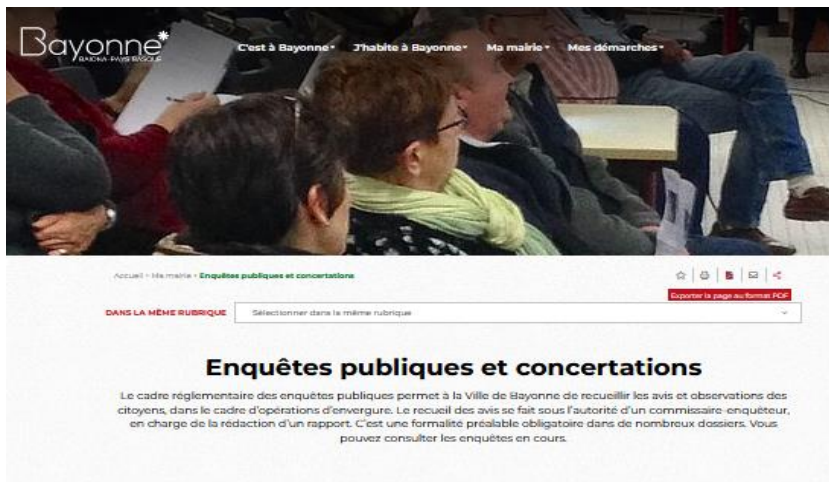 Bayonne*
BAIONA · PAYS BASQUE
C'est à Bayonne
J'habite à Bayonne
Ma mairie
Mes démarches
Accueil > Ma mairie > Enquêtes publiques et concertations
Exporter la page au format PDF
DANS LA MÊME RUBRIQUE
Sélectionner dans la même rubrique
Enquêtes publiques et concertations
Le cadre réglementaire des enquêtes publiques permet à la Ville de Bayonne de recueillir les avis et observations des
citoyens, dans le cadre d'opérations d'envergure. Le recueil des avis se fait sous l'autorité d'un commissaire-enquêteur,
en charge de la rédaction d'un rapport. C'est une formalité préalable obligatoire dans de nombreux dossiers. Vous
pouvez consulter les enquêtes en cours.